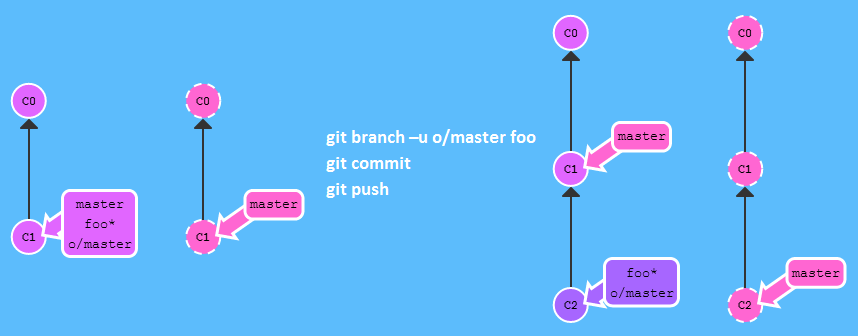 C0
C1
master
foo*
o/master
C0
C1
master
git branch –u o/master foo
git commit
git push
C0
C1
master
C2
foo*
o/master
C0
C1
C2
master